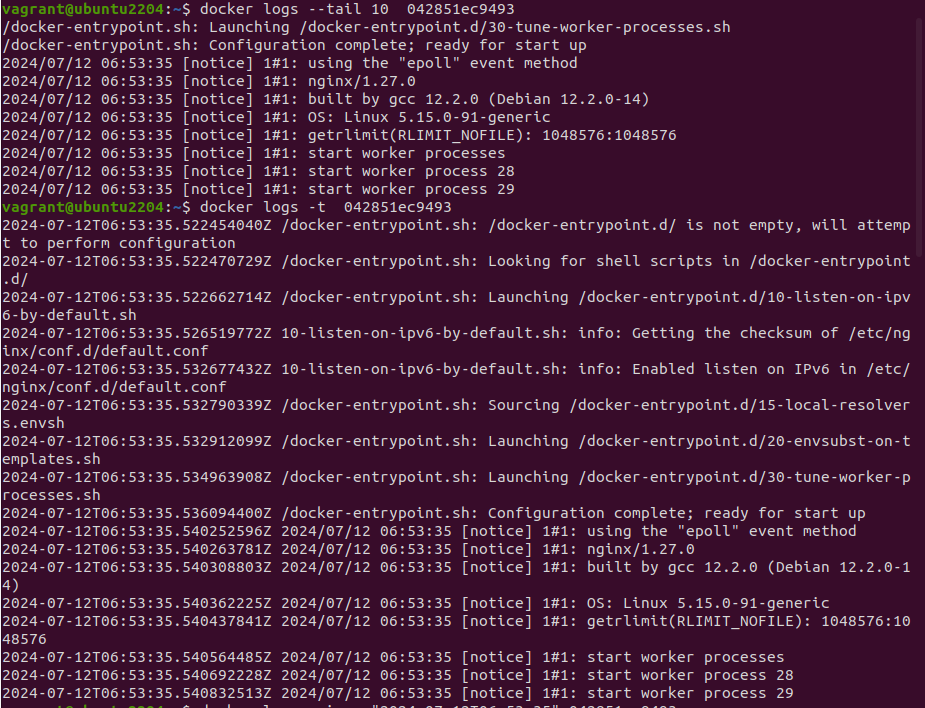 vagrant@ubuntu2204:~$ docker logs --tail 10  042851ec9493
/docker-entrypoint.sh: Launching /docker-entrypoint.d/30-tune-worker-processes.sh
/docker-entrypoint.sh: Configuration complete; ready for start up
2024/07/12 06:53:35 [notice] 1#1: using the "epoll" event method
2024/07/12 06:53:35 [notice] 1#1: nginx/1.27.0
2024/07/12 06:53:35 [notice] 1#1: built by gcc 12.2.0 (Debian 12.2.0-14)
2024/07/12 06:53:35 [notice] 1#1: OS: Linux 5.15.0-91-generic
2024/07/12 06:53:35 [notice] 1#1: getrlimit(RLIMIT_NOFILE): 1048576:1048576
2024/07/12 06:53:35 [notice] 1#1: start worker processes
2024/07/12 06:53:35 [notice] 1#1: start worker process 28
2024/07/12 06:53:35 [notice] 1#1: start worker process 29
vagrant@ubuntu2204:~$ docker logs -t  042851ec9493
2024-07-12T06:53:35.522454040Z /docker-entrypoint.sh: /docker-entrypoint.d/ is not empty, will attemp
t to perform configuration
2024-07-12T06:53:35.522470729Z /docker-entrypoint.sh: Looking for shell scripts in /docker-entrypoint
.d/
2024-07-12T06:53:35.522662714Z /docker-entrypoint.sh: Launching /docker-entrypoint.d/10-listen-on-ipv
6-by-default.sh
2024-07-12T06:53:35.526519772Z 10-listen-on-ipv6-by-default.sh: info: Getting the checksum of /etc/ng
inx/conf.d/default.conf
2024-07-12T06:53:35.532677432Z 10-listen-on-ipv6-by-default.sh: info: Enabled listen on IPv6 in /etc/
nginx/conf.d/default.conf
2024-07-12T06:53:35.532790339Z /docker-entrypoint.sh: Sourcing /docker-entrypoint.d/15-local-resolver
s.envsh
2024-07-12T06:53:35.532912099Z /docker-entrypoint.sh: Launching /docker-entrypoint.d/20-envsubst-on-t
emplates.sh
2024-07-12T06:53:35.534963908Z /docker-entrypoint.sh: Launching /docker-entrypoint.d/30-tune-worker-p
rocesses.sh
2024-07-12T06:53:35.536094400Z /docker-entrypoint.sh: Configuration complete; ready for start up
2024-07-12T06:53:35.540252596Z 2024/07/12 06:53:35 [notice] 1#1: using the "epoll" event method
2024-07-12T06:53:35.540263781Z 2024/07/12 06:53:35 [notice] 1#1: nginx/1.27.0
2024-07-12T06:53:35.540308803Z 2024/07/12 06:53:35 [notice] 1#1: built by gcc 12.2.0 (Debian 12.2.0-1
4)
2024-07-12T06:53:35.540362225Z 2024/07/12 06:53:35 [notice] 1#1: OS: Linux 5.15.0-91-generic
2024-07-12T06:53:35.540437841Z 2024/07/12 06:53:35 [notice] 1#1: getrlimit(RLIMIT_NOFILE): 1048576:10
48576
2024-07-12T06:53:35.540564485Z 2024/07/12 06:53:35 [notice] 1#1: start worker processes
2024-07-12T06:53:35.540692228Z 2024/07/12 06:53:35 [notice] 1#1: start worker process 28
2024-07-12T06:53:35.540832513Z 2024/07/12 06:53:35 [notice] 1#1: start worker process 29